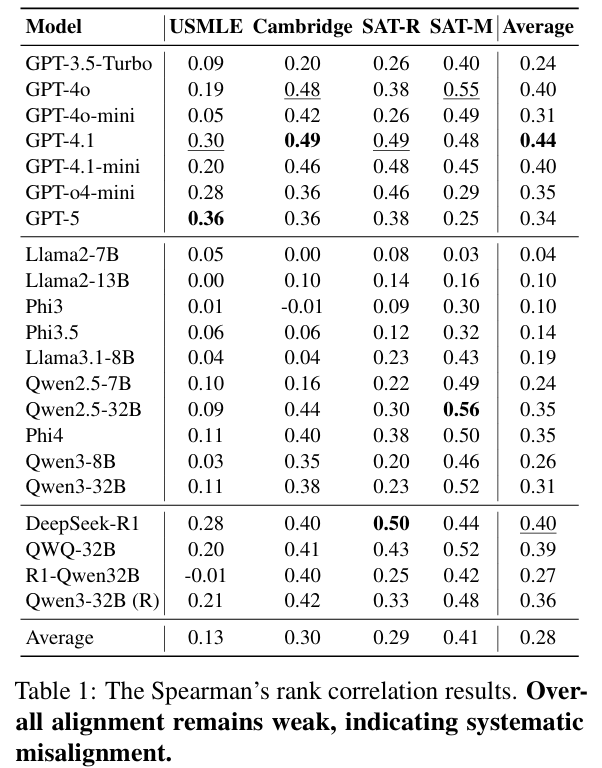 Model USMLE Cambridge SAT-R SAT-M Average
GPT-3.5-Turbo 0.09 0.20 0.26 0.40 0.24
GPT-4o 0.19 0.48 0.38 0.55 0.40
GPT-4o-mini 0.05 0.42 0.26 0.49 0.31
GPT-4.1 0.30 0.49 0.49 0.48 0.44
GPT-4.1-mini 0.20 0.46 0.48 0.45 0.40
GPT-o4-mini 0.28 0.36 0.46 0.29 0.35
GPT-5 0.36 0.36 0.38 0.25 0.34
Llama2-7B 0.05 0.00 0.08 0.03 0.04
Llama2-13B 0.00 0.10 0.14 0.16 0.10
Phi3 0.01 -0.01 0.09 0.30 0.10
Phi3.5 0.06 0.06 0.12 0.32 0.14
Llama3.1-8B 0.04 0.04 0.23 0.43 0.19
Qwen2.5-7B 0.10 0.16 0.22 0.49 0.24
Qwen2.5-32B 0.09 0.44 0.30 0.56 0.35
Phi4 0.11 0.40 0.38 0.50 0.35
Qwen3-8B 0.03 0.35 0.20 0.46 0.26
Qwen3-32B 0.11 0.38 0.23 0.52 0.31
DeepSeek-R1 0.28 0.40 0.50 0.44 0.40
QWQ-32B 0.20 0.41 0.43 0.52 0.39
R1-Qwen32B -0.01 0.40 0.25 0.42 0.27
Qwen3-32B (R) 0.21 0.42 0.33 0.48 0.36
Average 0.13 0.30 0.29 0.41 0.28
Table 1: The Spearman's rank correlation results. Over-
all alignment remains weak, indicating systematic
misalignment.